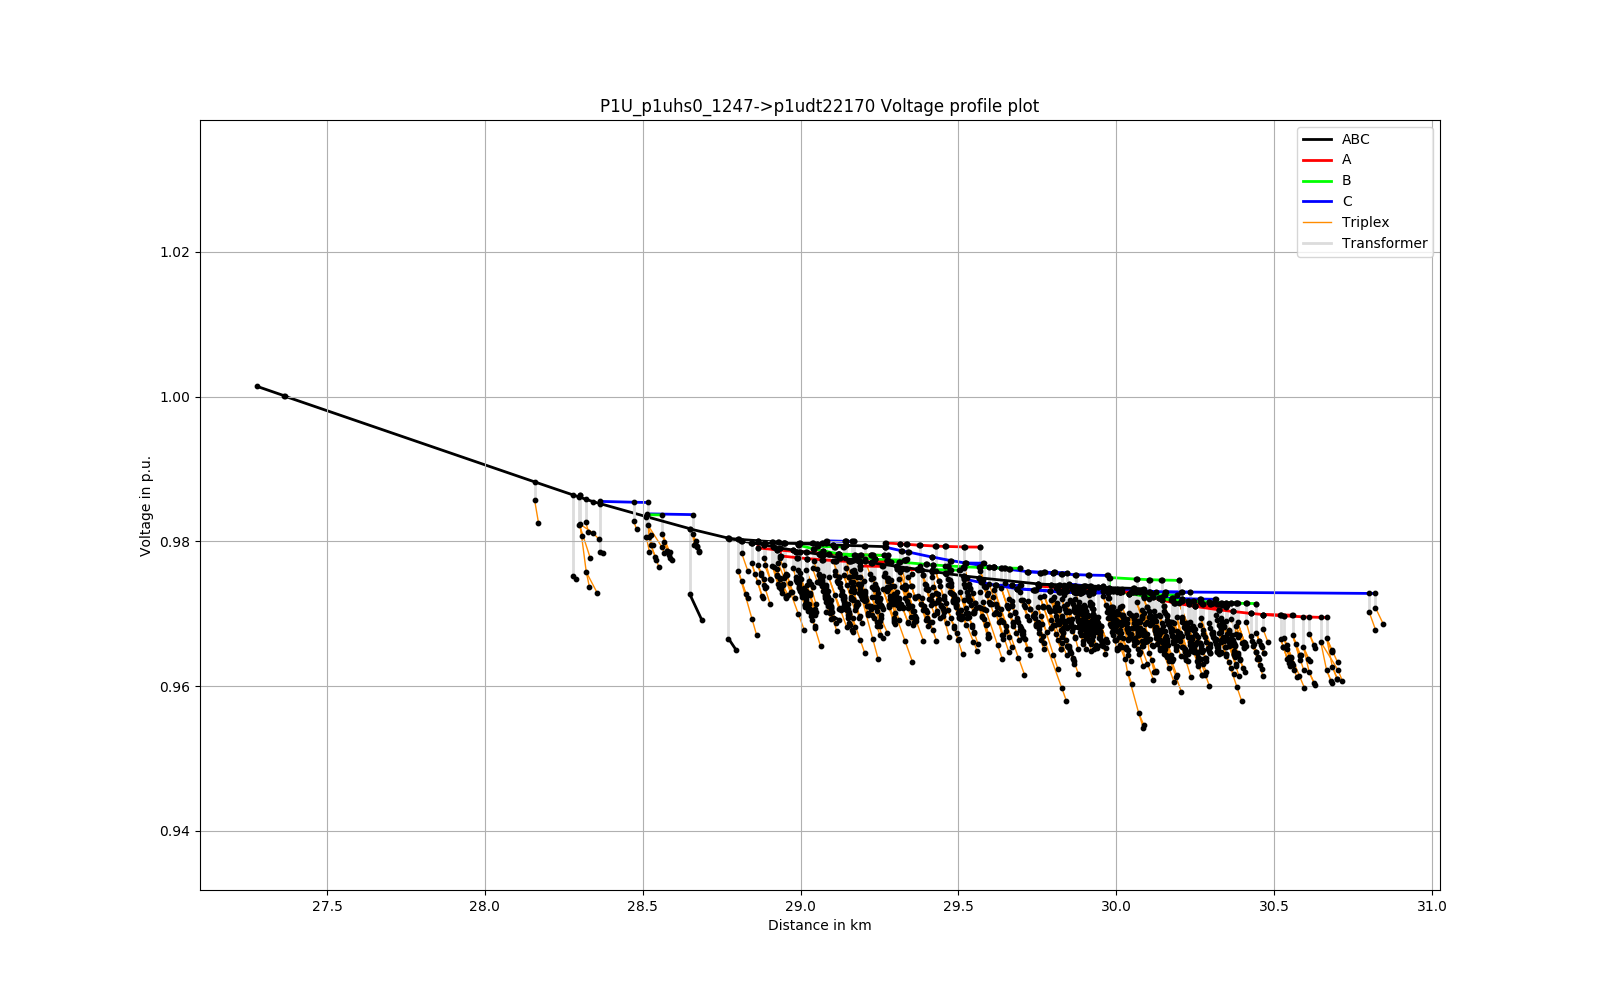 P1U_p1uhs0_1247->p1udt22170 Voltage profile plot
ABC
A
B
C
Triplex
Transformer
1.02
1.00
0.98
0.96
0.94
Voltage in p.u.
27.5 28.0 28.5 29.0 29.5 30.0 30.5 31.0
Distance in km